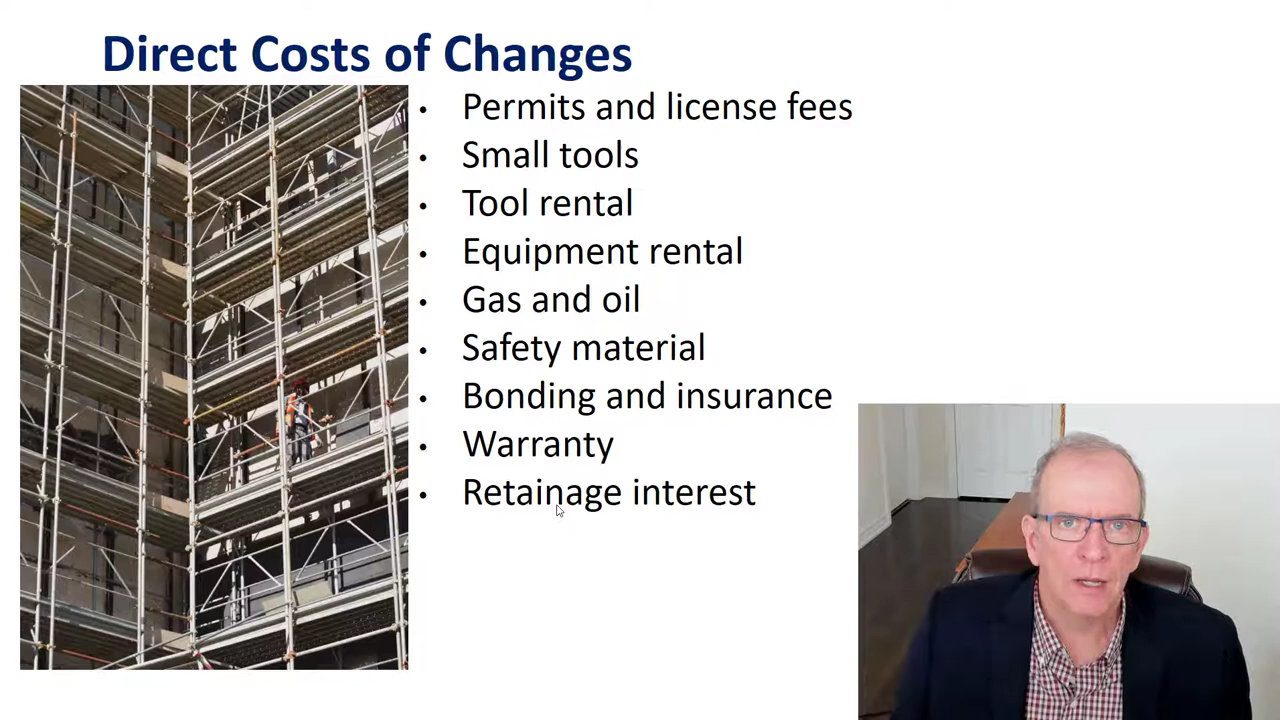 Direct Costs of Changes
• Permits and license fees
• Small tools
• Tool rental
• Equipment rental
• Gas and oil
• Safety material
• Bonding and insurance
• Warranty
• Retainage interest